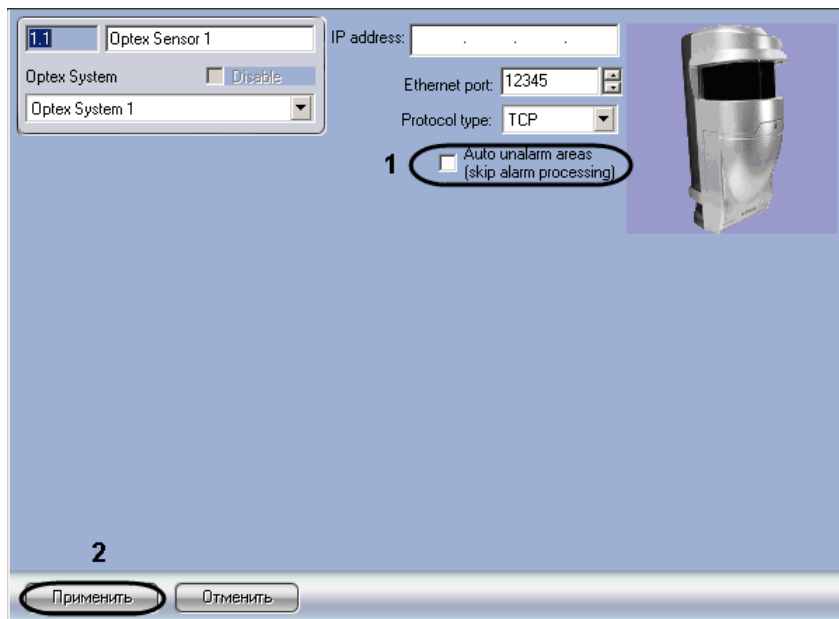 1.1 Optex Sensor 1
Optex System Disable
Optex System 1
IP address: . . .
Ethernet port: 12345
Protocol type: TCP
1
Auto unalarm areas
(skip alarm processing)
2
Применить Отменить